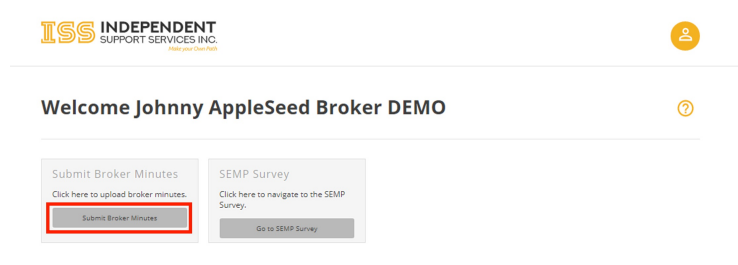 ISS INDEPENDENT
SUPPORT SERVICES INC.
Make your Own Path
Welcome Johnny AppleSeed Broker DEMO
?
Submit Broker Minutes
Click here to upload broker minutes.
Submit Broker Minutes
SEMP Survey
Click here to navigate to the SEMP
Survey.
Go to SEMP Survey